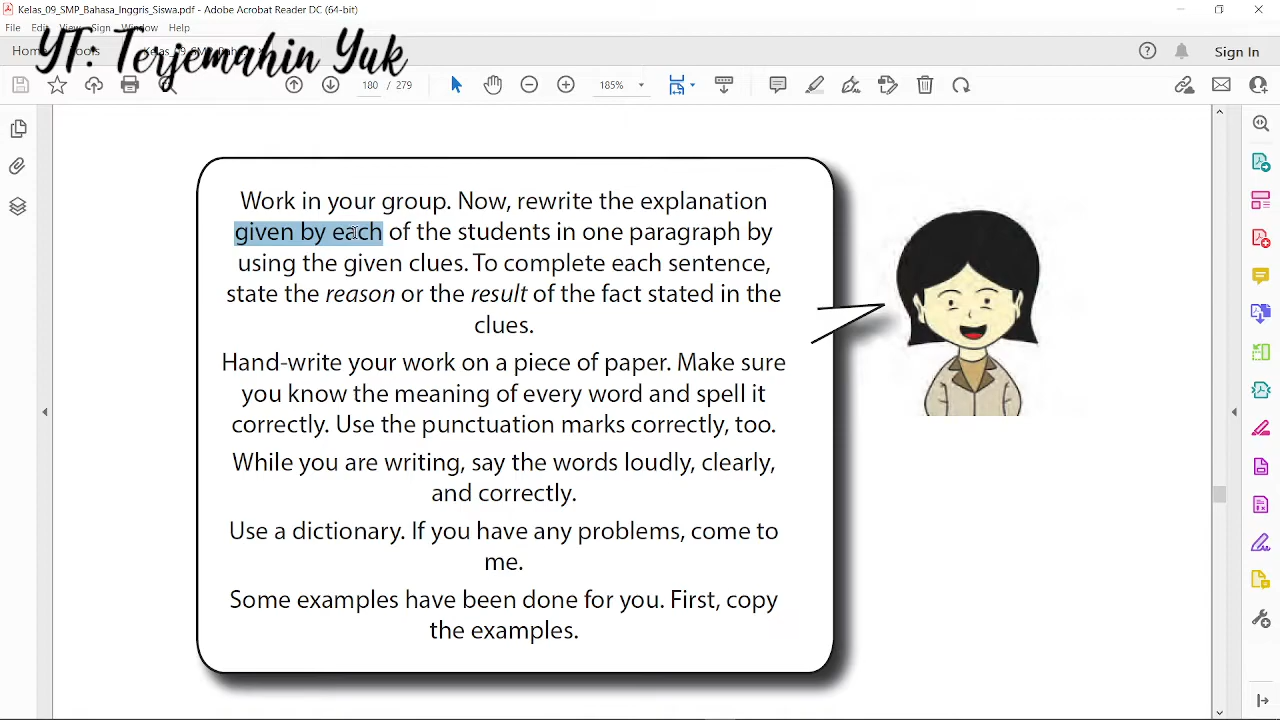 Kelas_09_SMP_Bahasa_Inggris_Siswa.pdf - Adobe Acrobat Reader DC (64-bit)
File Edit View Sign Window Help
YT: Terjemahin Yuk
Sign In
180 / 279
185%
Work in your group. Now, rewrite the explanation
given by each of the students in one paragraph by
using the given clues. To complete each sentence,
state the reason or the result of the fact stated in the
clues.
Hand-write your work on a piece of paper. Make sure
you know the meaning of every word and spell it
correctly. Use the punctuation marks correctly, too.
While you are writing, say the words loudly, clearly,
and correctly.
Use a dictionary. If you have any problems, come to
me.
Some examples have been done for you. First, copy
the examples.